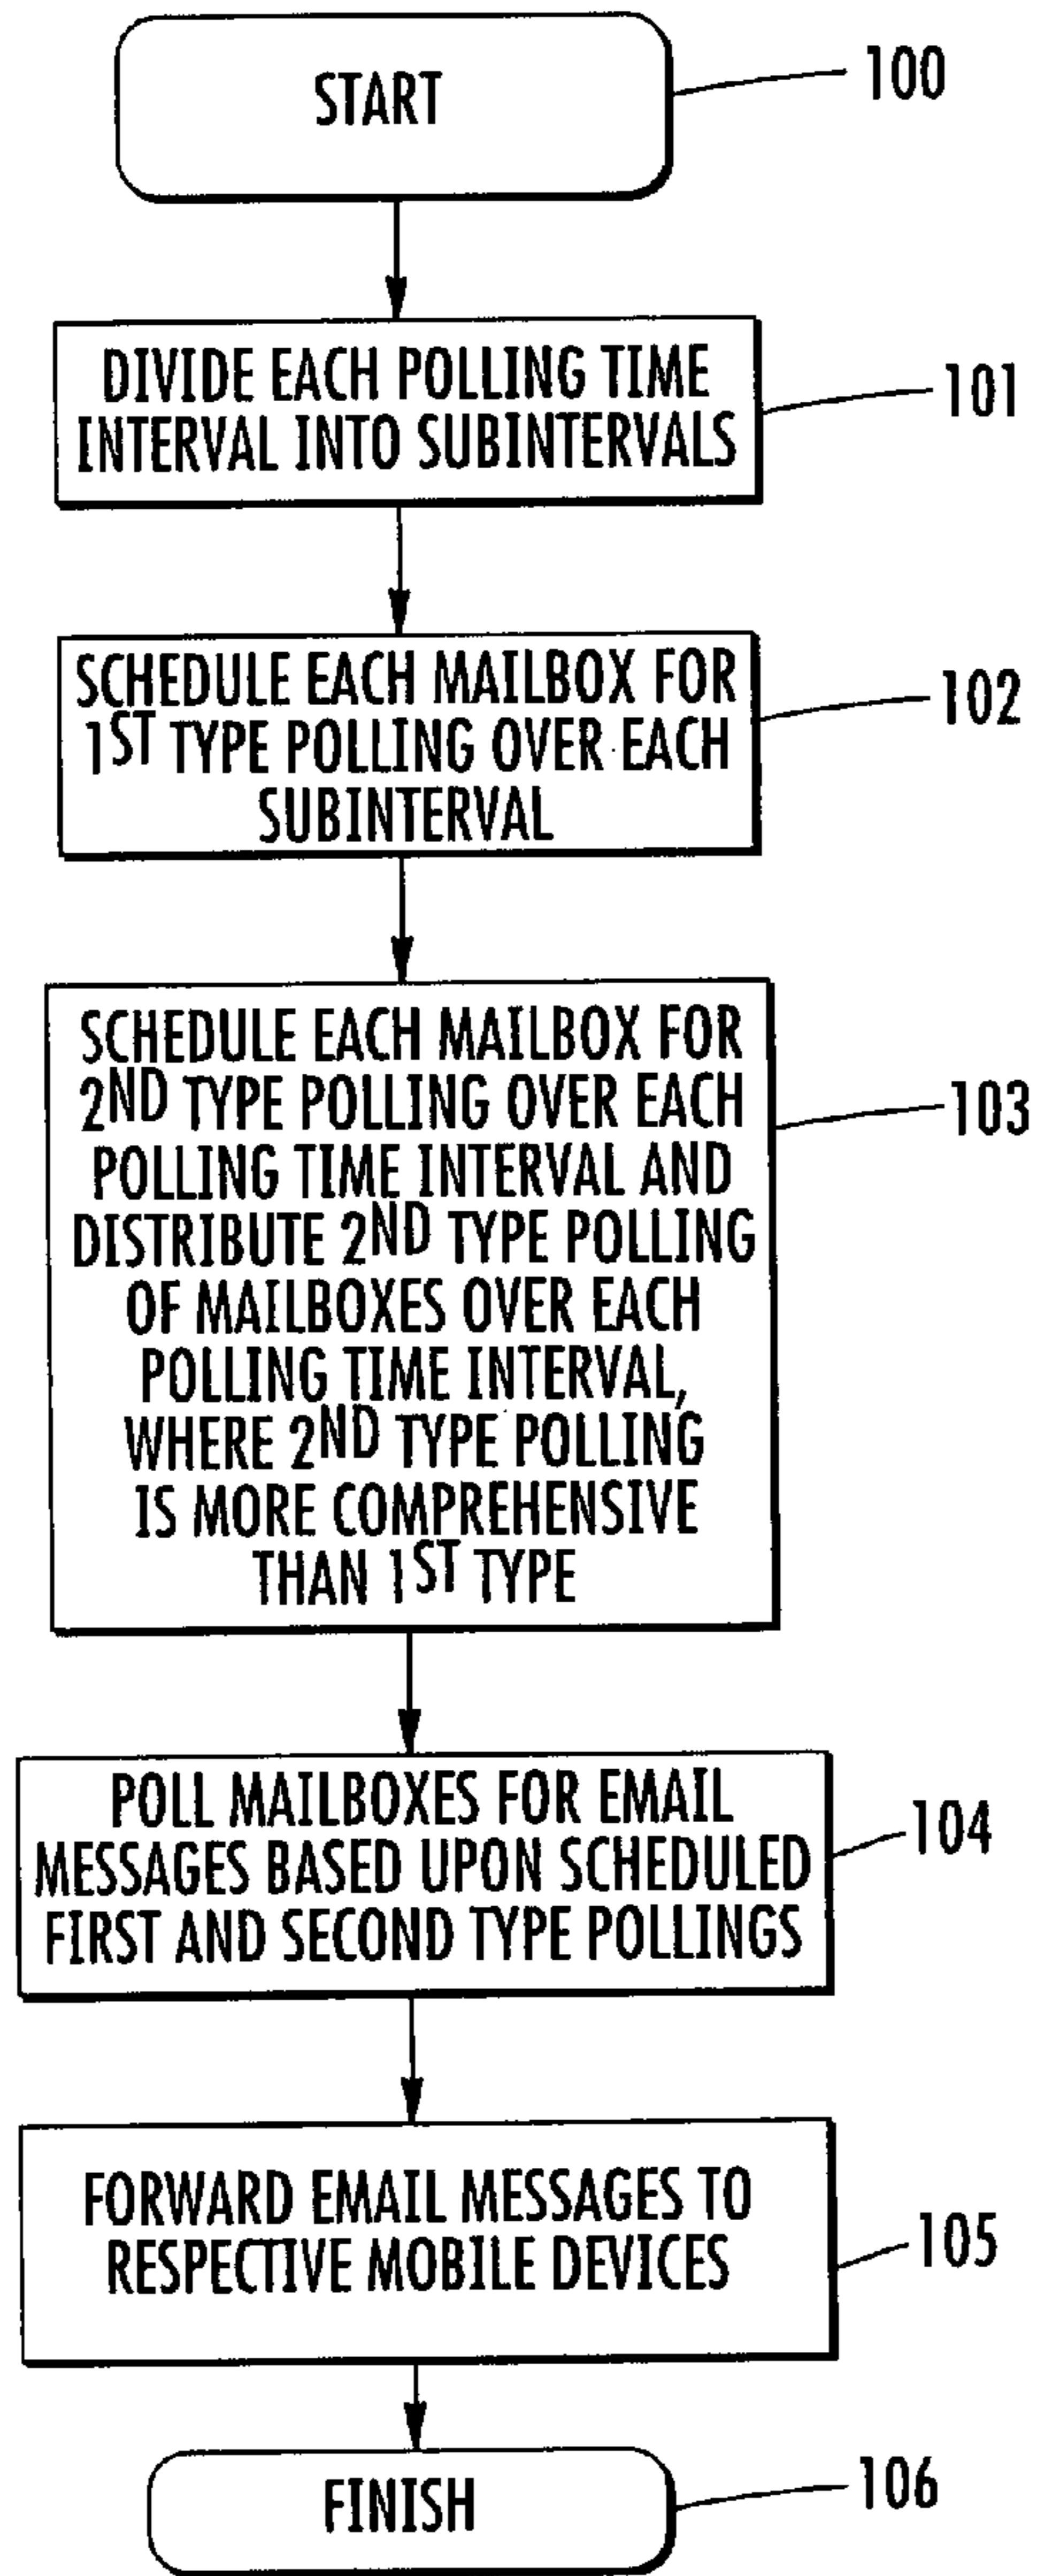 START
100
DIVIDE EACH POLLING TIME
INTERVAL INTO SUBINTERVALS
101
SCHEDULE EACH MAILBOX FOR
1ST TYPE POLLING OVER EACH
SUBINTERVAL
102
SCHEDULE EACH MAILBOX FOR
2ND TYPE POLLING OVER EACH
POLLING TIME INTERVAL AND
DISTRIBUTE 2ND TYPE POLLING
OF MAILBOXES OVER EACH
POLLING TIME INTERVAL,
WHERE 2ND TYPE POLLING
IS MORE COMPREHENSIVE
THAN 1ST TYPE
103
POLL MAILBOXES FOR EMAIL
MESSAGES BASED UPON SCHEDULED
FIRST AND SECOND TYPE POLLINGS
104
FORWARD EMAIL MESSAGES TO
RESPECTIVE MOBILE DEVICES
105
FINISH
106